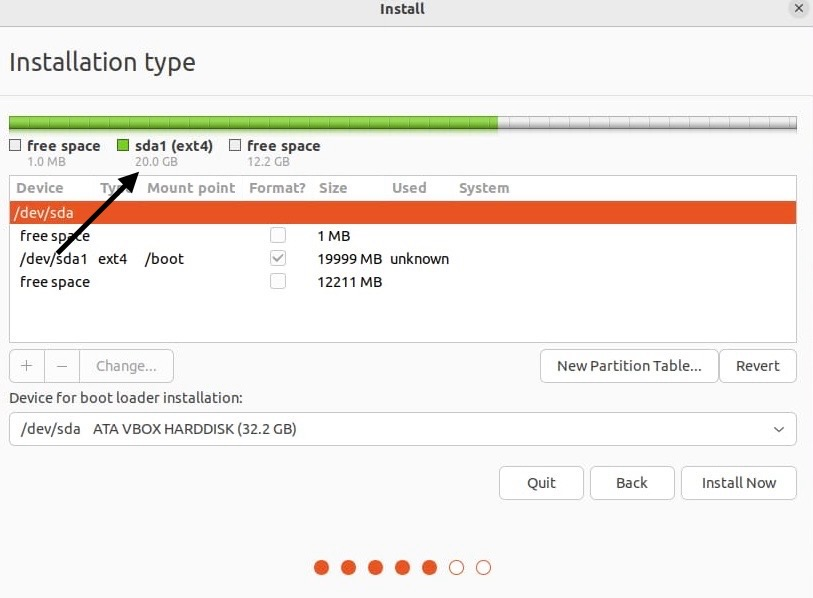 Install
Installation type
free space sda1 (ext4) free space
1.0 MB 20.0 GB 12.2 GB
Device Type Mount point Format? Size Used System
/dev/sda
free space 1 MB
/dev/sda1 ext4 /boot 19999 MB unknown
free space 12211 MB
+ − Change... New Partition Table... Revert
Device for boot loader installation:
/dev/sda ATA VBOX HARDDISK (32.2 GB)
Quit Back Install Now